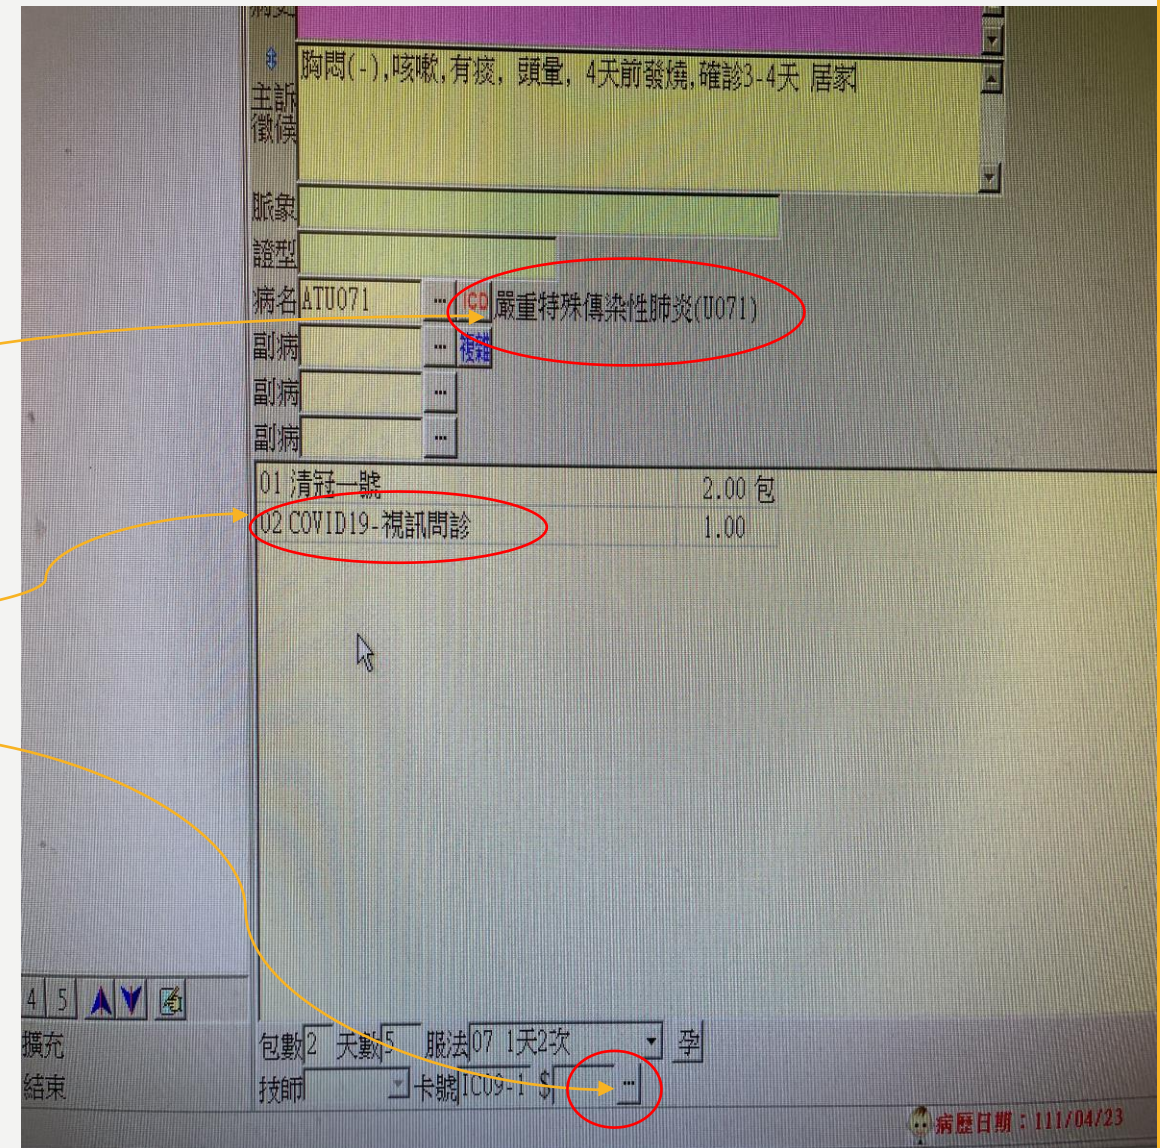 病史
胸悶(-),咳嗽,有痰, 頭暈, 4天前發燒,確診3-4天 居家
主訴
徵侯
脈象
證型
病名 ATU071 ... ICD 嚴重特殊傳染性肺炎(U071)
副病 ... 複雜
副病 ...
副病 ...
01 清冠一號 2.00 包
02 COVID19-視訊問診 1.00
4 5
擴充
結束
包數 2 天數 5 服法 07 1天2次 孕
技師 卡號 IC09-1 $ ...
病歷日期：111/04/23